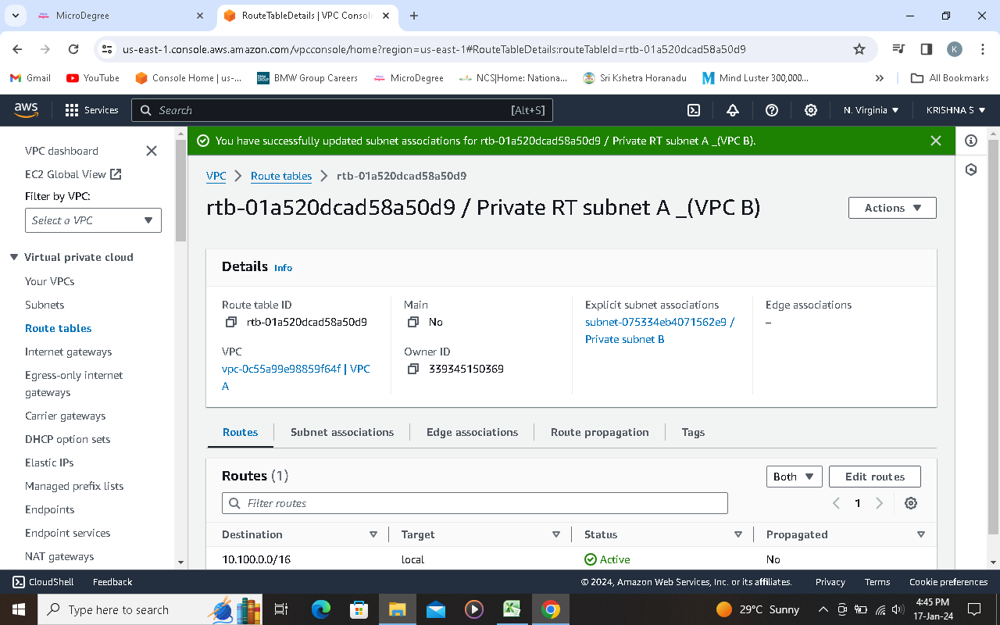 MicroDegree
RouteTableDetails | VPC Consol
us-east-1.console.aws.amazon.com/vpcconsole/home?region=us-east-1#RouteTableDetails:routeTableId=rtb-01a520dcad58a50d9
K
Gmail YouTube Console Home | us-... BMW Group Careers MicroDegree NCS|Home: Nationa... Sri Kshetra Horanadu Mind Luster 300,000... » All Bookmarks
aws Services Search [Alt+S] N. Virginia KRISHNA S
VPC dashboard
EC2 Global View
Filter by VPC:
Select a VPC
Virtual private cloud
Your VPCs
Subnets
Route tables
Internet gateways
Egress-only internet
gateways
Carrier gateways
DHCP option sets
Elastic IPs
Managed prefix lists
Endpoints
Endpoint services
NAT gateways
You have successfully updated subnet associations for rtb-01a520dcad58a50d9 / Private RT subnet A _(VPC B).
VPC > Route tables > rtb-01a520dcad58a50d9
rtb-01a520dcad58a50d9 / Private RT subnet A _(VPC B)
Actions
Details Info
Route table ID
rtb-01a520dcad58a50d9
VPC
vpc-0c55a99e98859f64f | VPC
A
Main
No
Owner ID
339345150369
Explicit subnet associations
subnet-075334eb4071562e9 /
Private subnet B
Edge associations
–
Routes Subnet associations Edge associations Route propagation Tags
Routes (1)
Both Edit routes
Filter routes
1
Destination Target Status Propagated
10.100.0.0/16 local Active No
CloudShell Feedback © 2024, Amazon Web Services, Inc. or its affiliates. Privacy Terms Cookie preferences
Type here to search
29°C Sunny
4:45 PM
17-Jan-24